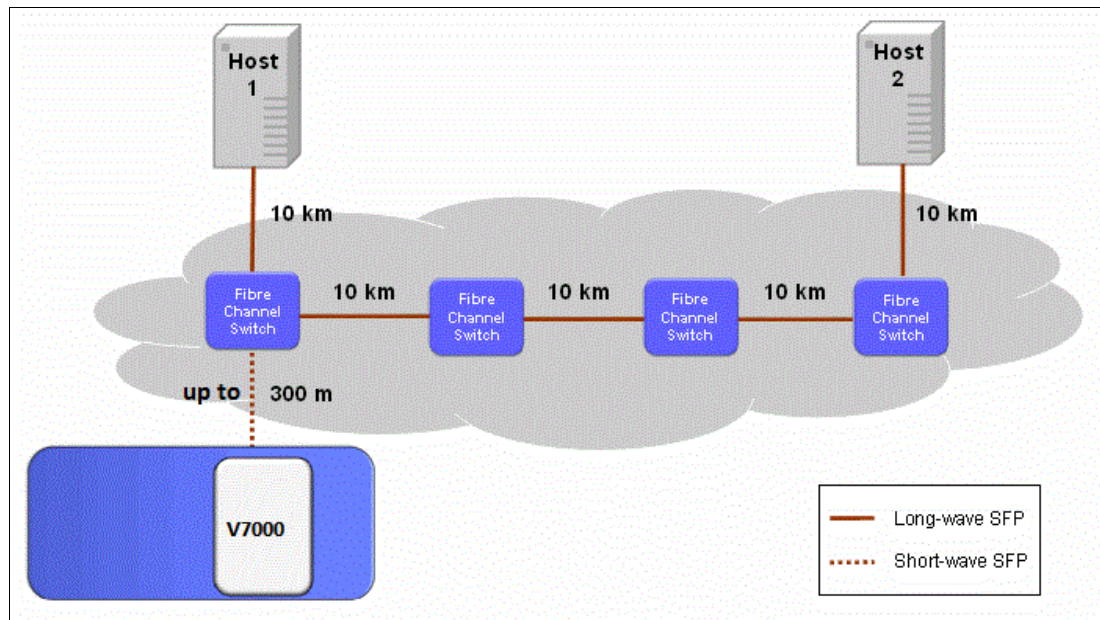 Host
1
Host
2
10 km
10 km
Fibre
Channel
Switch
10 km
Fibre
Channel
Switch
10 km
Fibre
Channel
Switch
10 km
Fibre
Channel
Switch
up to
300 m
V7000
Long-wave SFP
Short-wave SFP